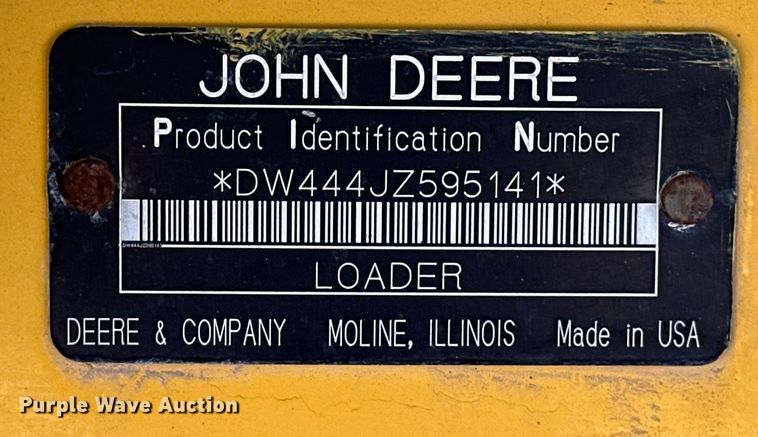 JOHN DEERE
Product Identification Number
*DW444JZ595141*
LOADER
DEERE & COMPANY MOLINE, ILLINOIS Made in USA
Purple Wave Auction